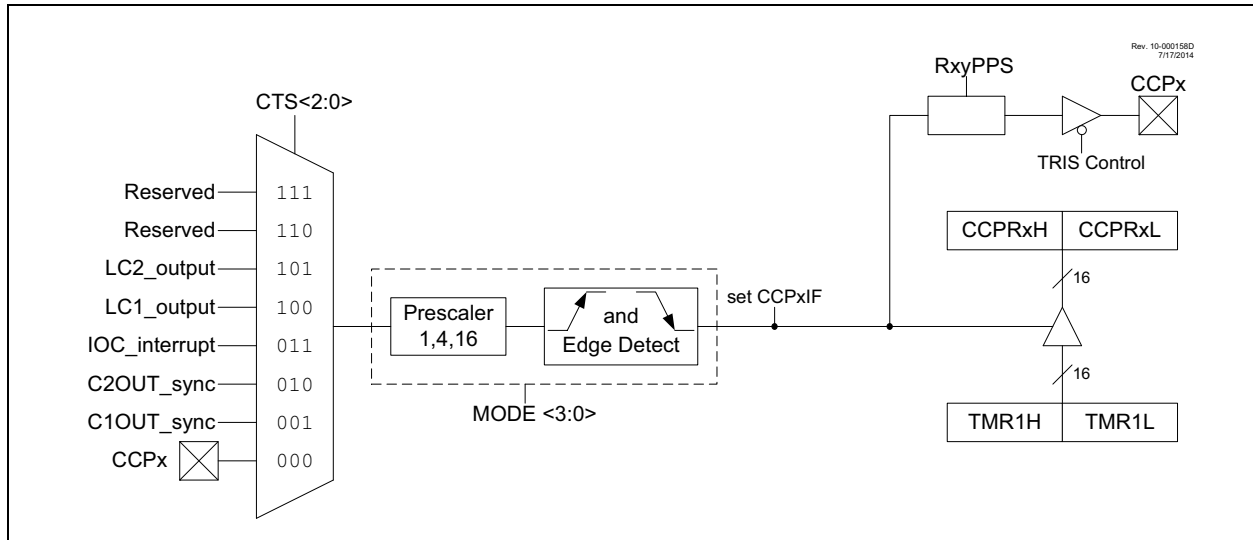 Rev. 10-000158D
7/17/2014
RxyPPS
CCPx
TRIS Control
CTS<2:0>
Reserved 111
Reserved 110
LC2_output 101
LC1_output 100
IOC_interrupt 011
C2OUT_sync 010
C1OUT_sync 001
CCPx 000
Prescaler
1,4,16
and
Edge Detect
MODE <3:0>
set CCPxIF
CCPRxH CCPRxL
16
16
TMR1H TMR1L